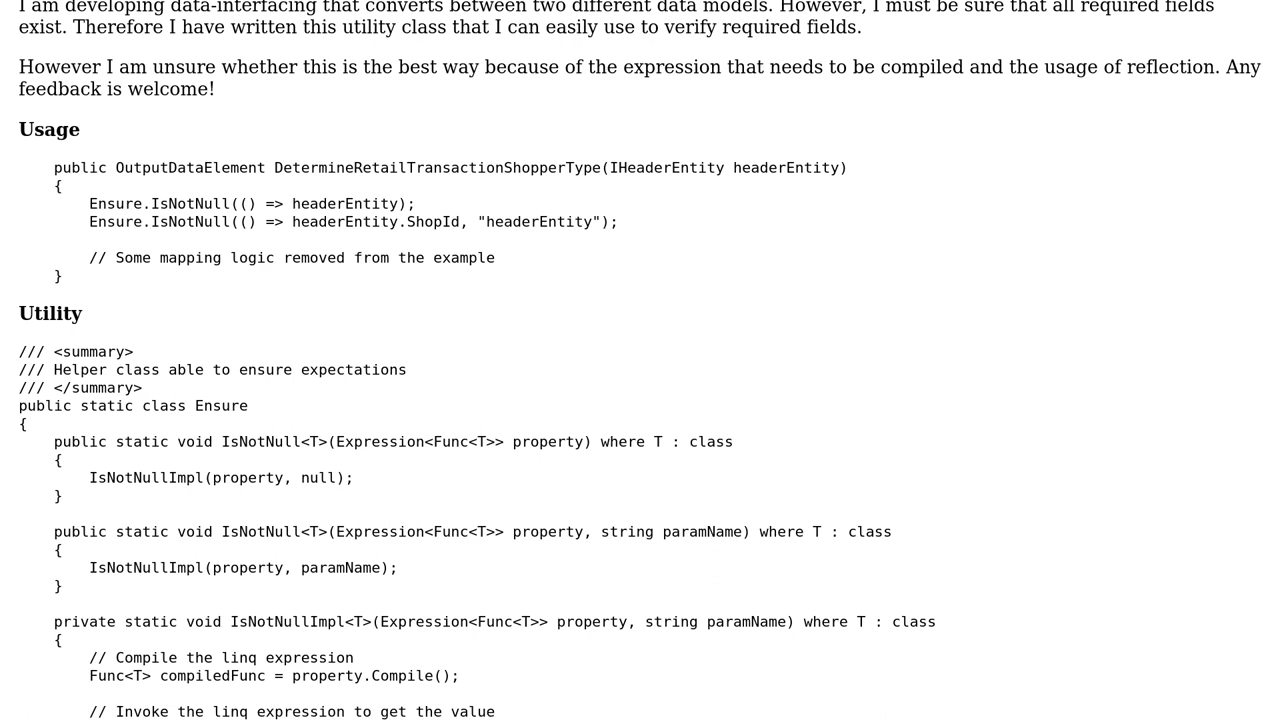 I am developing data-interfacing that converts between two different data models. However, I must be sure that all required fields
exist. Therefore I have written this utility class that I can easily use to verify required fields.
However I am unsure whether this is the best way because of the expression that needs to be compiled and the usage of reflection. Any
feedback is welcome!
Usage
public OutputDataElement DetermineRetailTransactionShopperType(IHeaderEntity headerEntity)
{
Ensure.IsNotNull(() => headerEntity);
Ensure.IsNotNull(() => headerEntity.ShopId, "headerEntity");
// Some mapping logic removed from the example
}
Utility
/// <summary>
/// Helper class able to ensure expectations
/// </summary>
public static class Ensure
{
public static void IsNotNull<T>(Expression<Func<T>> property) where T : class
{
IsNotNullImpl(property, null);
}
public static void IsNotNull<T>(Expression<Func<T>> property, string paramName) where T : class
{
IsNotNullImpl(property, paramName);
}
private static void IsNotNullImpl<T>(Expression<Func<T>> property, string paramName) where T : class
{
// Compile the linq expression
Func<T> compiledFunc = property.Compile();
// Invoke the linq expression to get the value